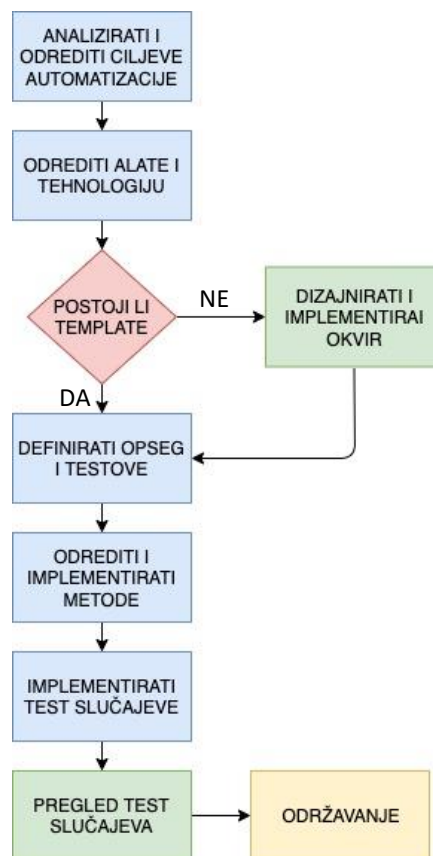 ANALIZIRATI I
ODREDITI CILJEVE
AUTOMATIZACIJE
ODREDITI ALATE I
TEHNOLOGIJU
POSTOJI LI
TEMPLATE
NE
DIZAJNIRATI I
IMPLEMENTIRAI
OKVIR
DA
DEFINIRATI OPSEG
I TESTOVE
ODREDITI I
IMPLEMENTIRATI
METODE
IMPLEMENTIRATI
TEST SLUČAJEVE
PREGLED TEST
SLUČAJEVA
ODRŽAVANJE